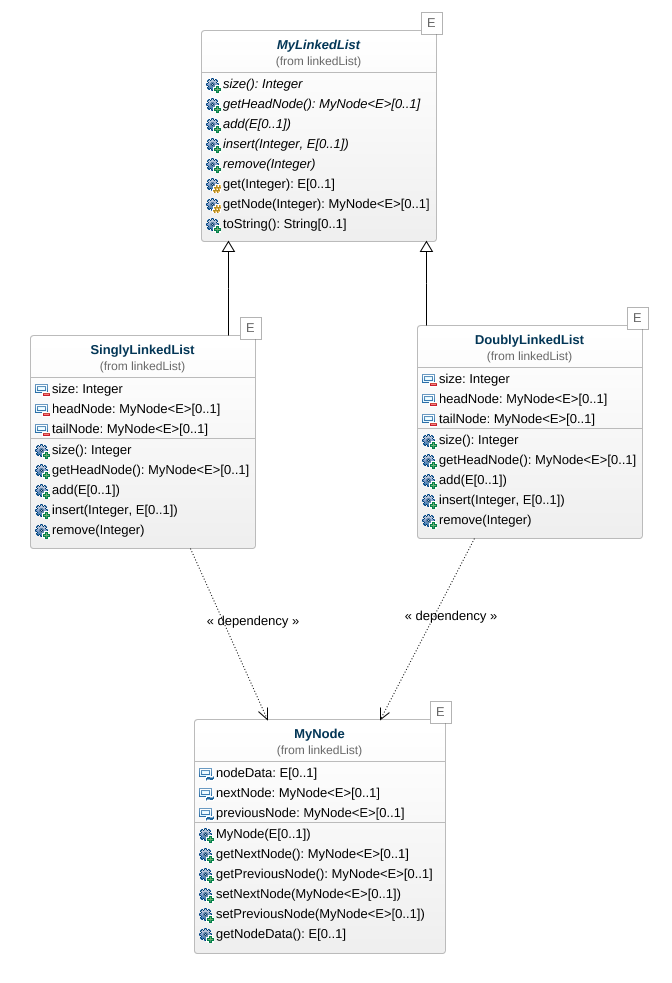 E
MyLinkedList
(from linkedList)
size(): Integer
getHeadNode(): MyNode<E>[0..1]
add(E[0..1])
insert(Integer, E[0..1])
remove(Integer)
get(Integer): E[0..1]
getNode(Integer): MyNode<E>[0..1]
toString(): String[0..1]
E
SinglyLinkedList
(from linkedList)
size: Integer
headNode: MyNode<E>[0..1]
tailNode: MyNode<E>[0..1]
size(): Integer
getHeadNode(): MyNode<E>[0..1]
add(E[0..1])
insert(Integer, E[0..1])
remove(Integer)
E
DoublyLinkedList
(from linkedList)
size: Integer
headNode: MyNode<E>[0..1]
tailNode: MyNode<E>[0..1]
size(): Integer
getHeadNode(): MyNode<E>[0..1]
add(E[0..1])
insert(Integer, E[0..1])
remove(Integer)
« dependency »
« dependency »
E
MyNode
(from linkedList)
nodeData: E[0..1]
nextNode: MyNode<E>[0..1]
previousNode: MyNode<E>[0..1]
MyNode(E[0..1])
getNextNode(): MyNode<E>[0..1]
getPreviousNode(): MyNode<E>[0..1]
setNextNode(MyNode<E>[0..1])
setPreviousNode(MyNode<E>[0..1])
getNodeData(): E[0..1]